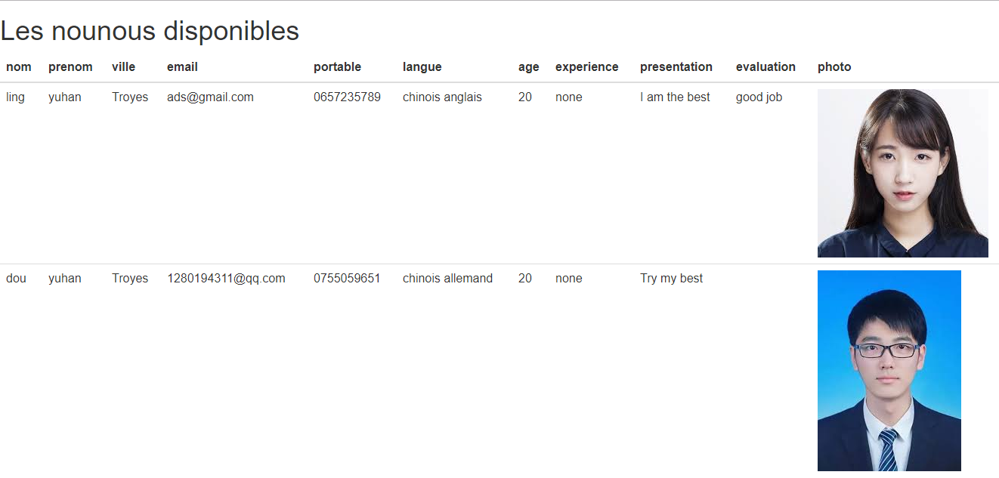 Les nounous disponibles
nom prenom ville email portable langue age experience presentation evaluation photo
ling yuhan Troyes ads@gmail.com 0657235789 chinois anglais 20 none I am the best good job
dou yuhan Troyes 1280194311@qq.com 0755059651 chinois allemand 20 none Try my best